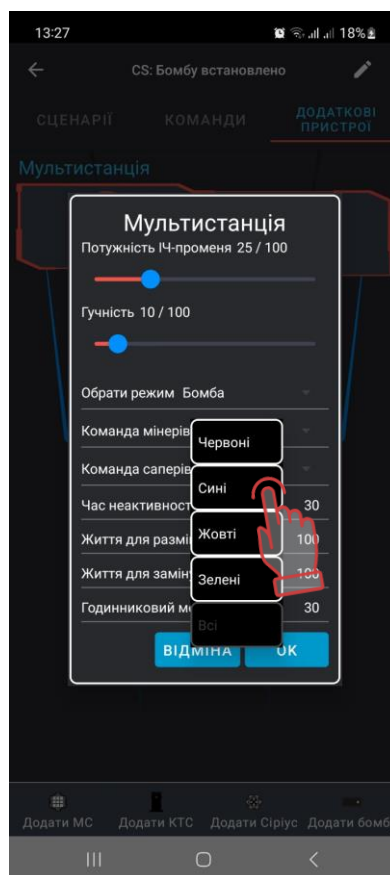 13:27
18%
CS: Бомбу встановлено
СЦЕНАРІЇ
КОМАНДИ
ДОДАТКОВІ
ПРИСТРОЇ
Мультистанція
Мультистанція
Потужність ІЧ-променя 25 / 100
Гучність 10 / 100
Обрати режим Бомба
Команда мінерів
Червоні
Команда саперів
Сині
Час неактивност
30
Життя для розмі
Жовті
100
Життя для замін
Зелені
100
Годинниковий м
Всі
30
ВІДМІНА
OK
Додати МС
Додати КТС
Додати Сіріус
Додати бомб